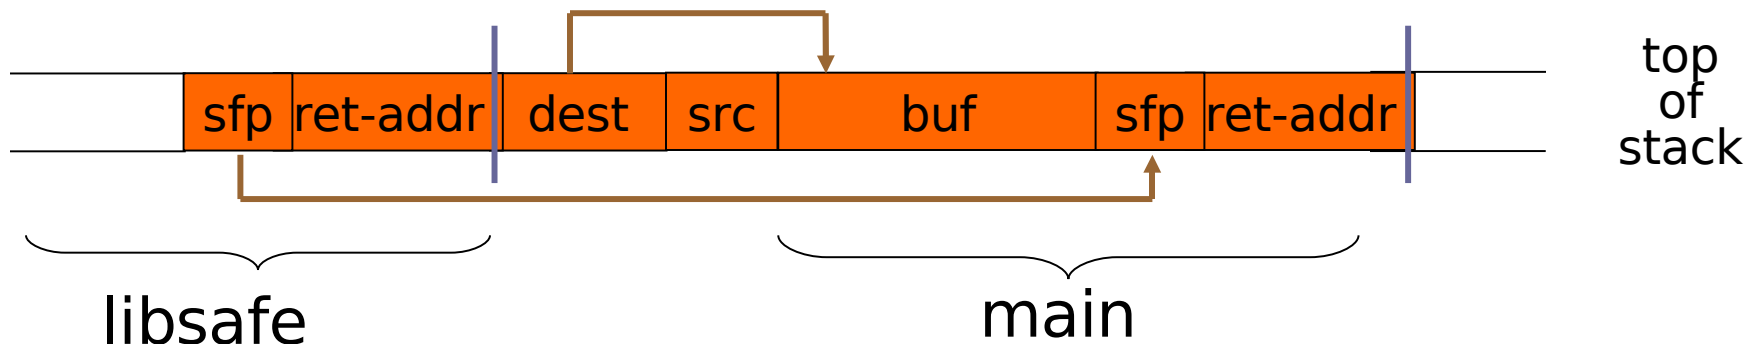 sfp ret-addr dest src buf sfp ret-addr
top
of
stack
libsafe main